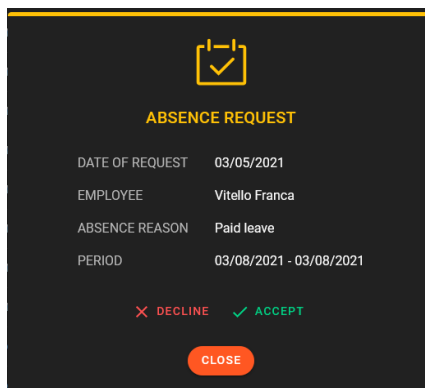 ABSENCE REQUEST
DATE OF REQUEST 03/05/2021
EMPLOYEE Vitello Franca
ABSENCE REASON Paid leave
PERIOD 03/08/2021 - 03/08/2021
DECLINE ACCEPT
CLOSE